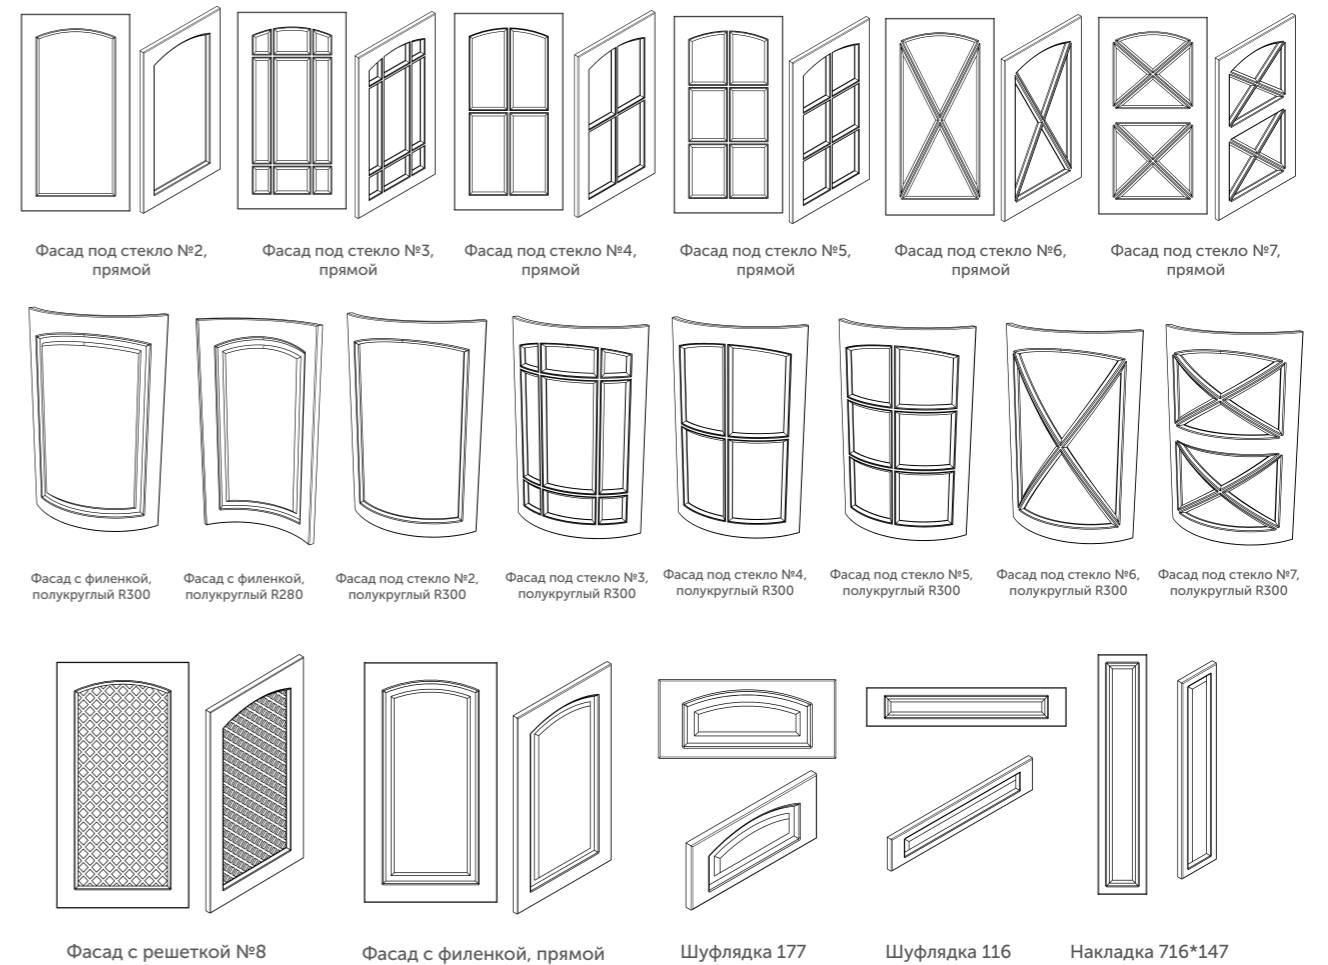 Фасад под стекло №2,
прямой
Фасад под стекло №3,
прямой
Фасад под стекло №4,
прямой
Фасад под стекло №5,
прямой
Фасад под стекло №6,
прямой
Фасад под стекло №7,
прямой
Фасад с филенкой,
полукруглый R300
Фасад с филенкой,
полукруглый R280
Фасад под стекло №2,
полукруглый R300
Фасад под стекло №3,
полукруглый R300
Фасад под стекло №4,
полукруглый R300
Фасад под стекло №5,
полукруглый R300
Фасад под стекло №6,
полукруглый R300
Фасад под стекло №7,
полукруглый R300
Фасад с решеткой №8
Фасад с филенкой, прямой
Шуфлядка 177
Шуфлядка 116
Накладка 716*147